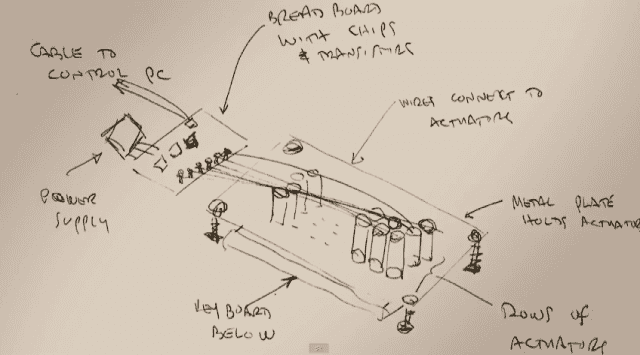 BREAD BOARD
WITH CHIPS
& TRANSISTORS
CABLE TO
CONTROL PC
WIRES CONNECT TO
ACTUATORS
POWER
SUPPLY
METAL PLATE
HOLDS ACTUATOR
KEYBOARD
BELOW
ROWS OF
ACTUATORS